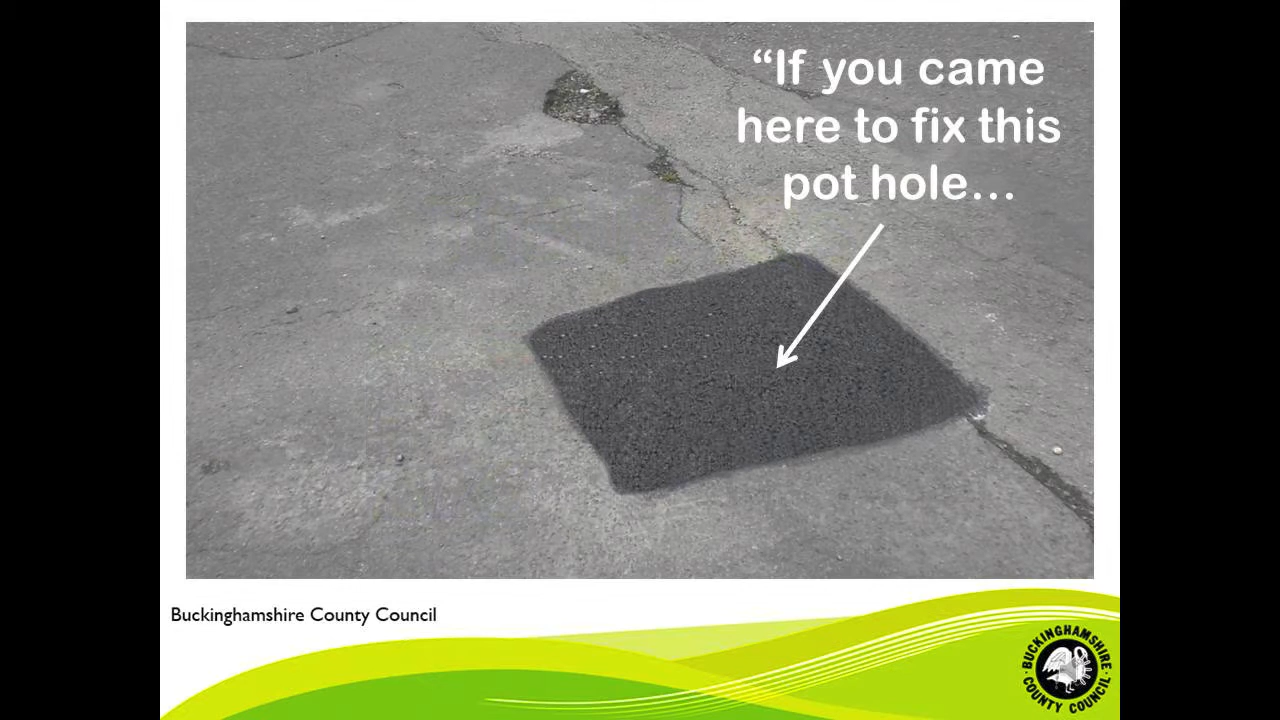 “If you came
here to fix this
pot hole…
Buckinghamshire County Council
BUCKINGHAMSHIRE
COUNTY COUNCIL